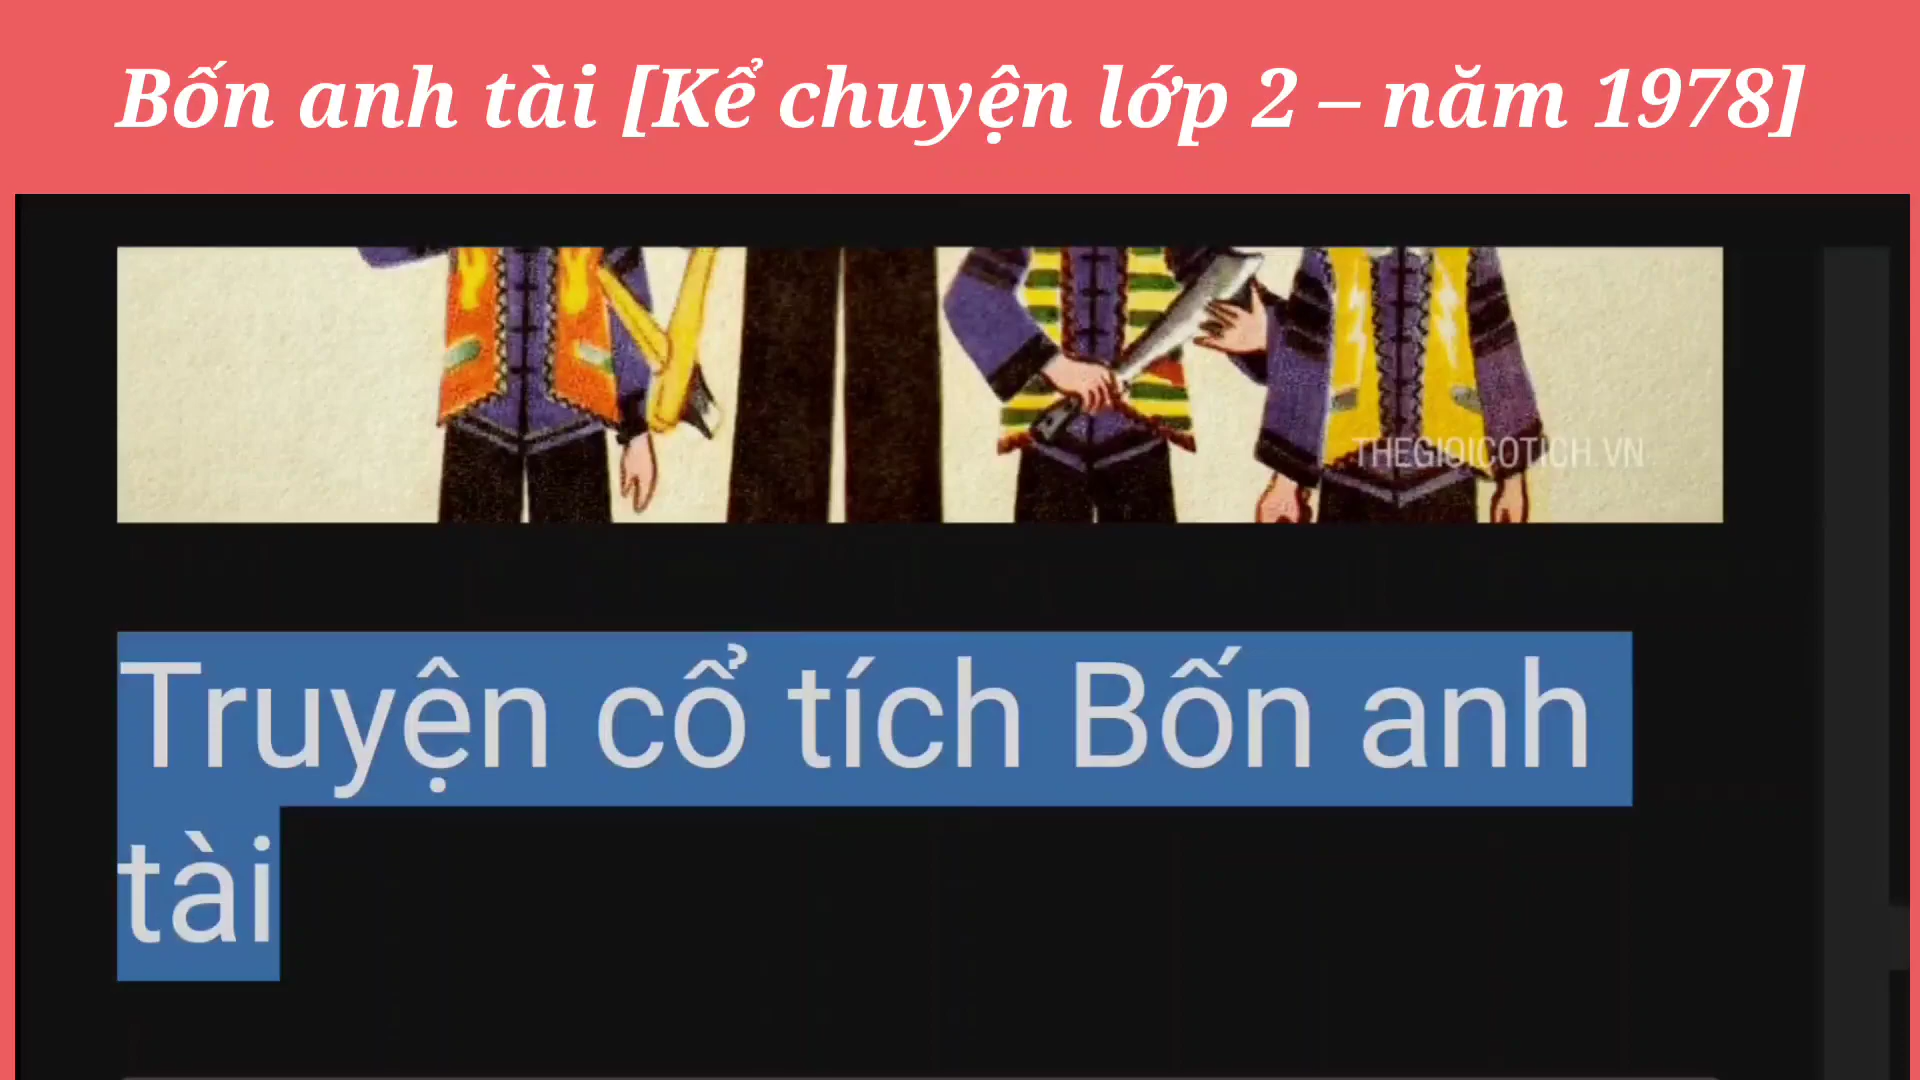 Bốn anh tài [Kể chuyện lớp 2 – năm 1978]
THEGIOICOTICH.VN
Truyện cổ tích Bốn anh
tài